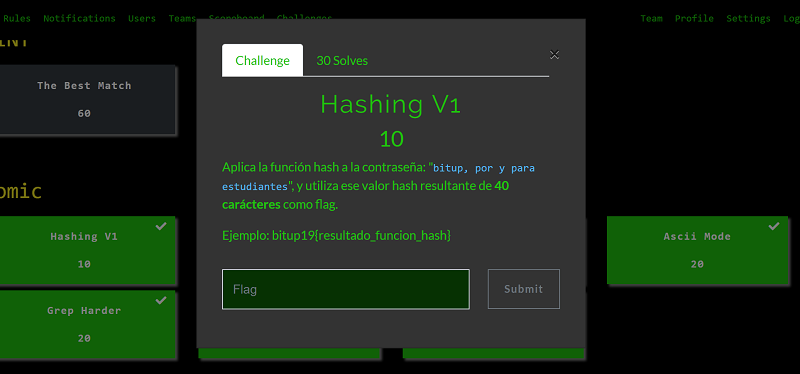 Rules Notifications Users Teams Scoreboard Challenges Team Profile Settings Log
The Best Match
60
Challenge 30 Solves ×
Hashing V1
10
Aplica la función hash a la contraseña: "bitup, por y para
estudiantes", y utiliza ese valor hash resultante de 40
carácteres como flag.
Ejemplo: bitup19{resultado_funcion_hash}
Flag
Submit
omic
Hashing V1
10
Ascii Mode
20
Grep Harder
20